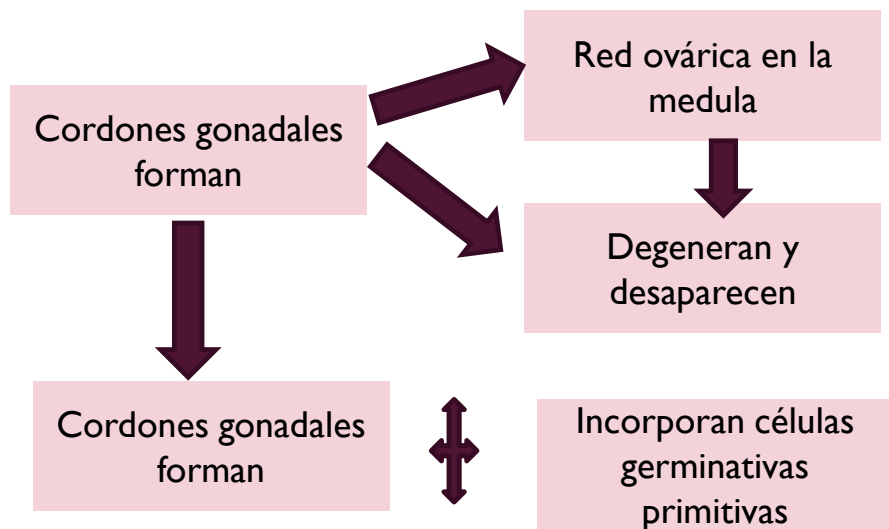 Cordones gonadales
forman
Red ovárica en la
medula
Degeneran y
desaparecen
Cordones gonadales
forman
Incorporan células
germinativas
primitivas